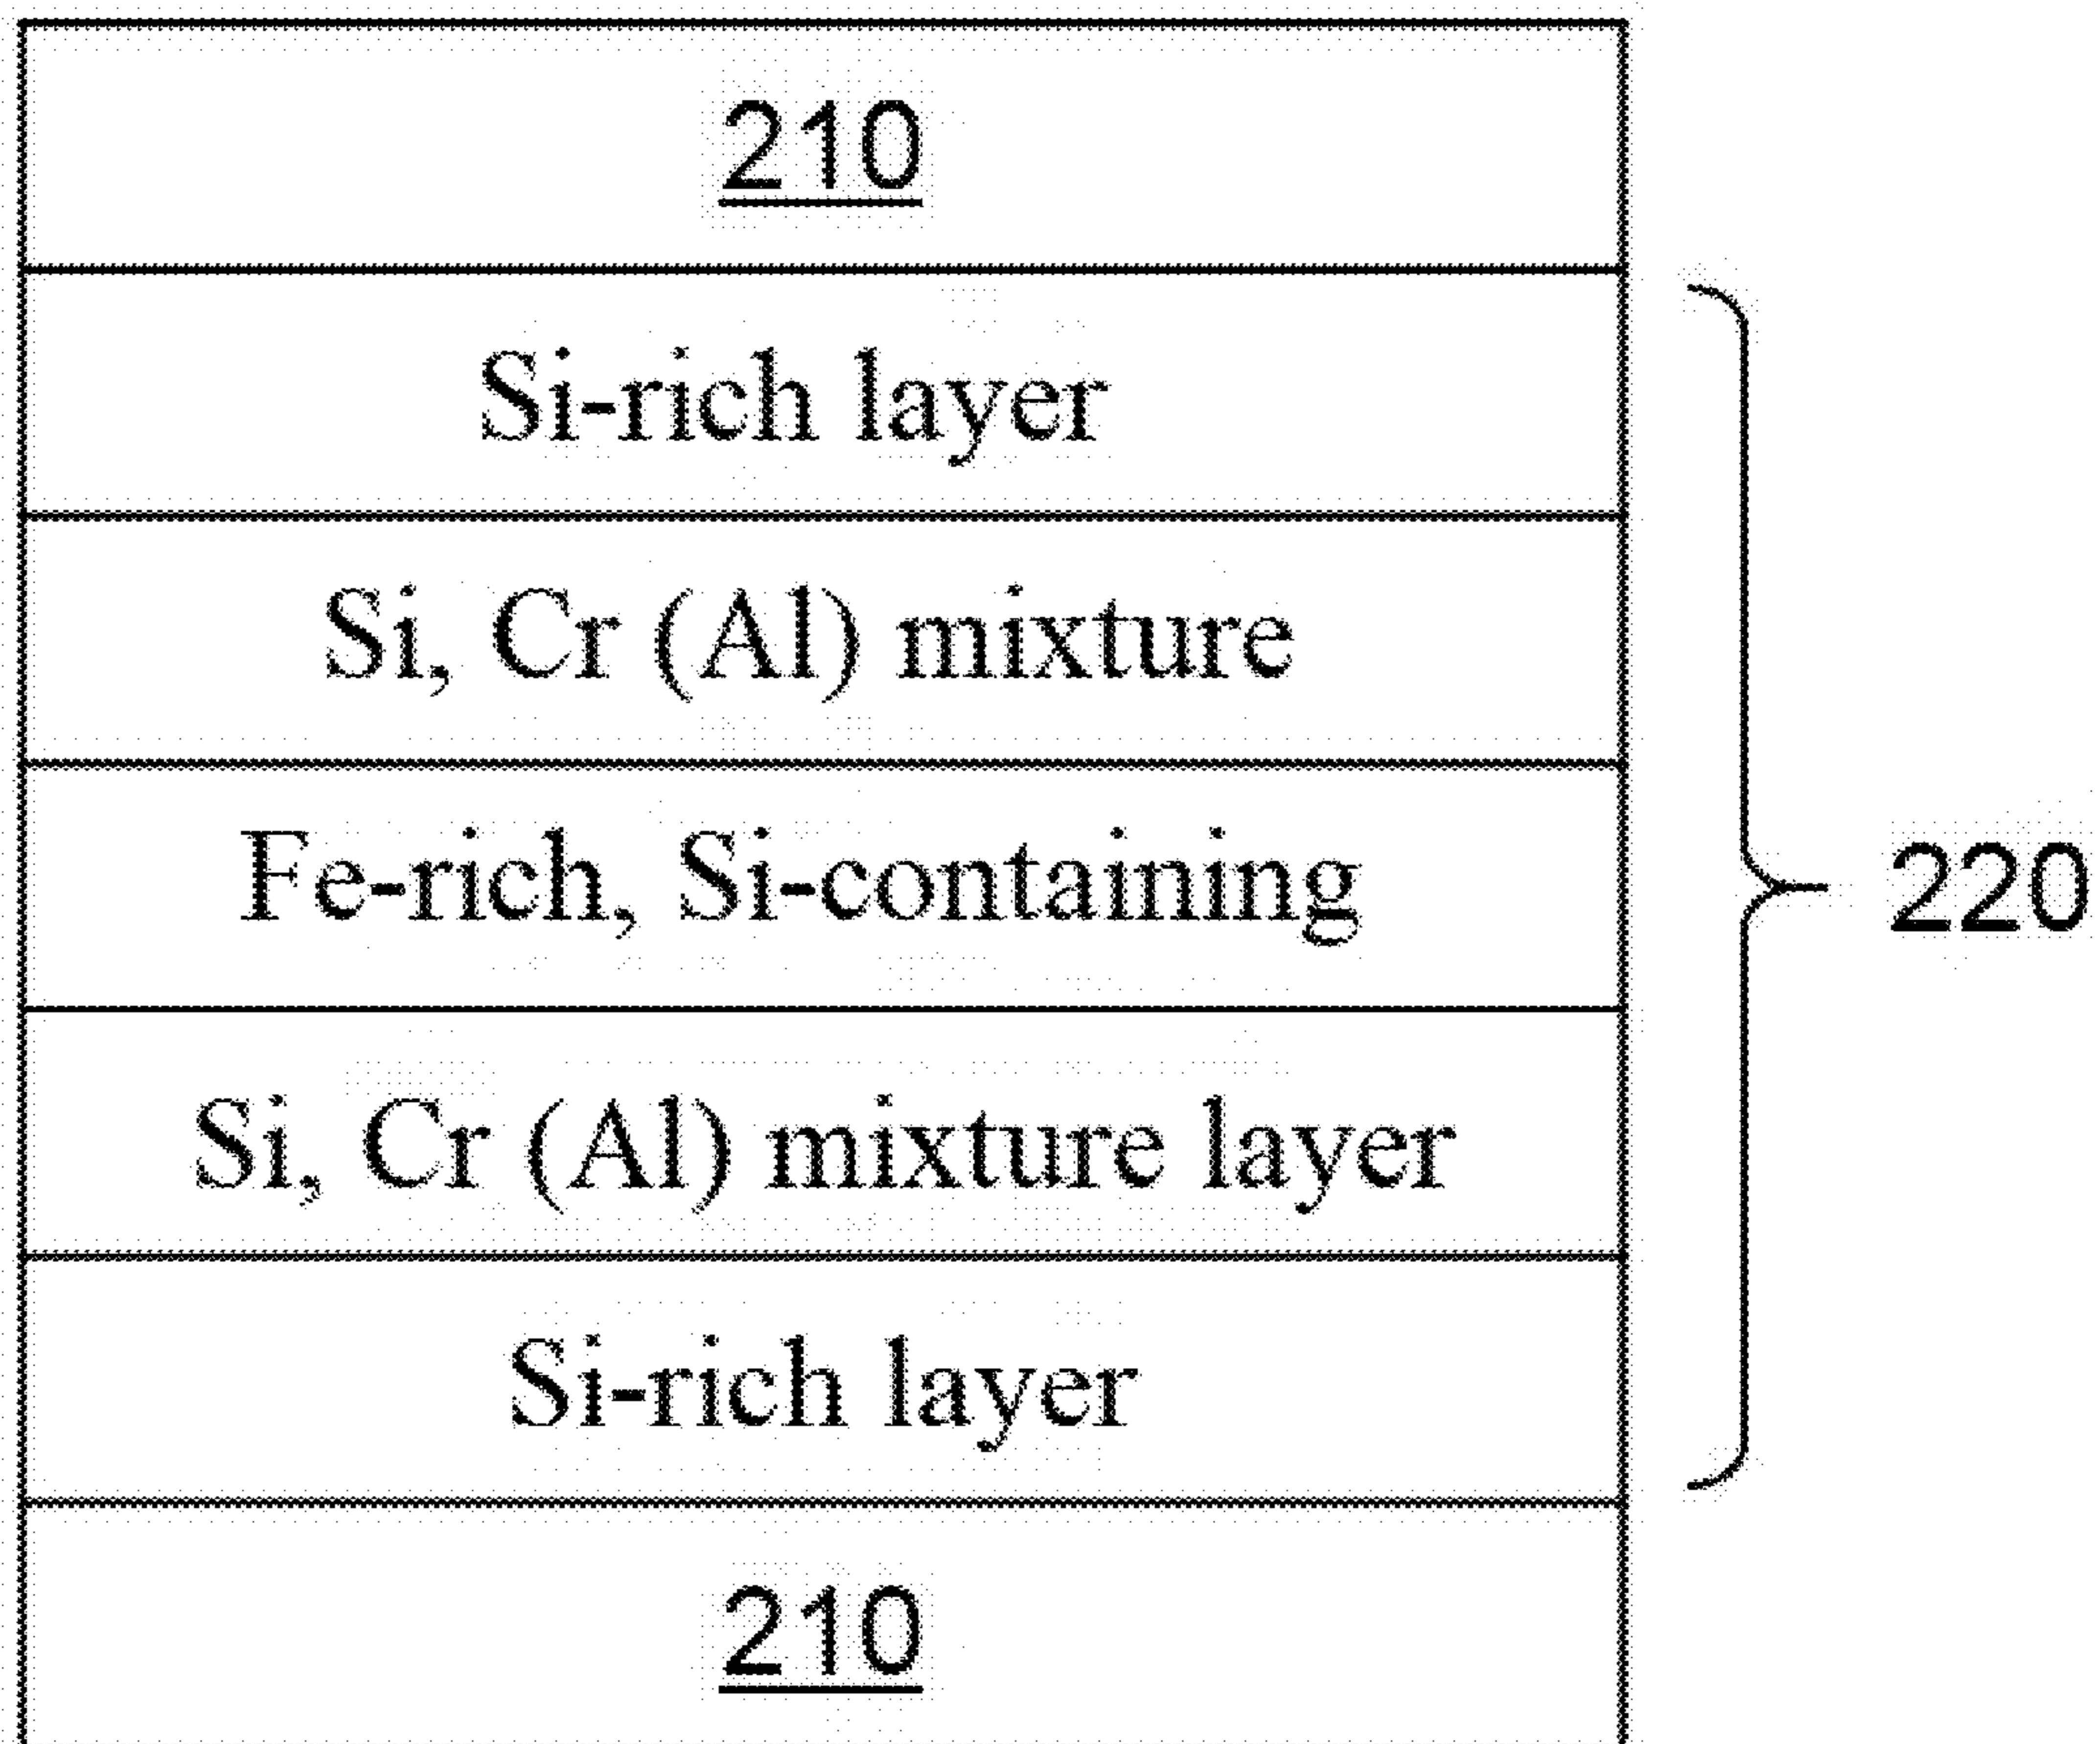 210
Si-rich layer
Si, Cr (Al) mixture
Fe-rich, Si-containing
220
Si, Cr (Al) mixture layer
Si-rich layer
210